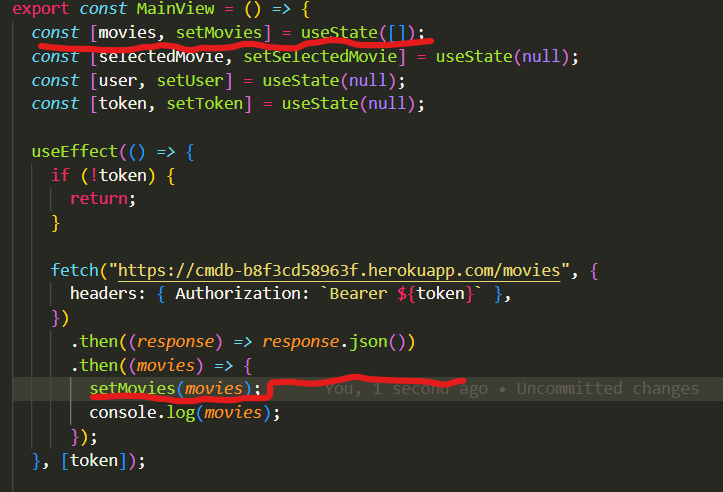 export const MainView = () => {
const [movies, setMovies] = useState([]);
const [selectedMovie, setSelectedMovie] = useState(null);
const [user, setUser] = useState(null);
const [token, setToken] = useState(null);
useEffect(() => {
if (!token) {
return;
}
fetch("https://cmdb-b8f3cd58963f.herokuapp.com/movies", {
headers: { Authorization: `Bearer ${token}` },
})
.then((response) => response.json())
.then((movies) => {
setMovies(movies); You, 1 second ago • Uncommitted changes
console.log(movies);
});
}, [token]);